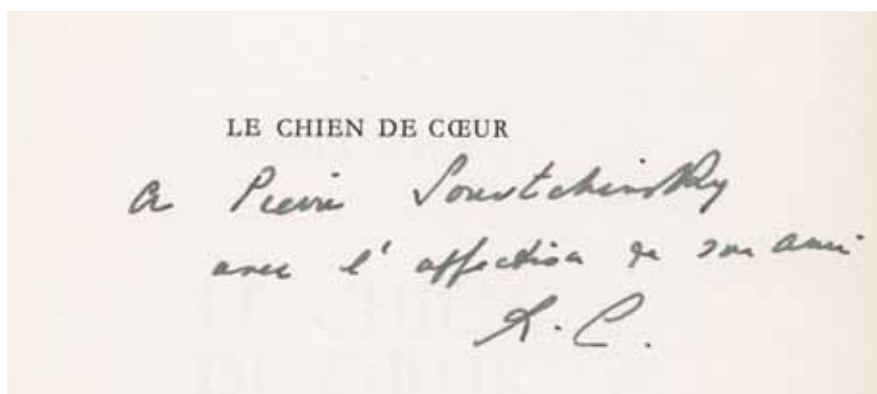 LE CHIEN DE CŒUR
a Pierre Souvtchinsky
avec l'affection de son ami
R. C.